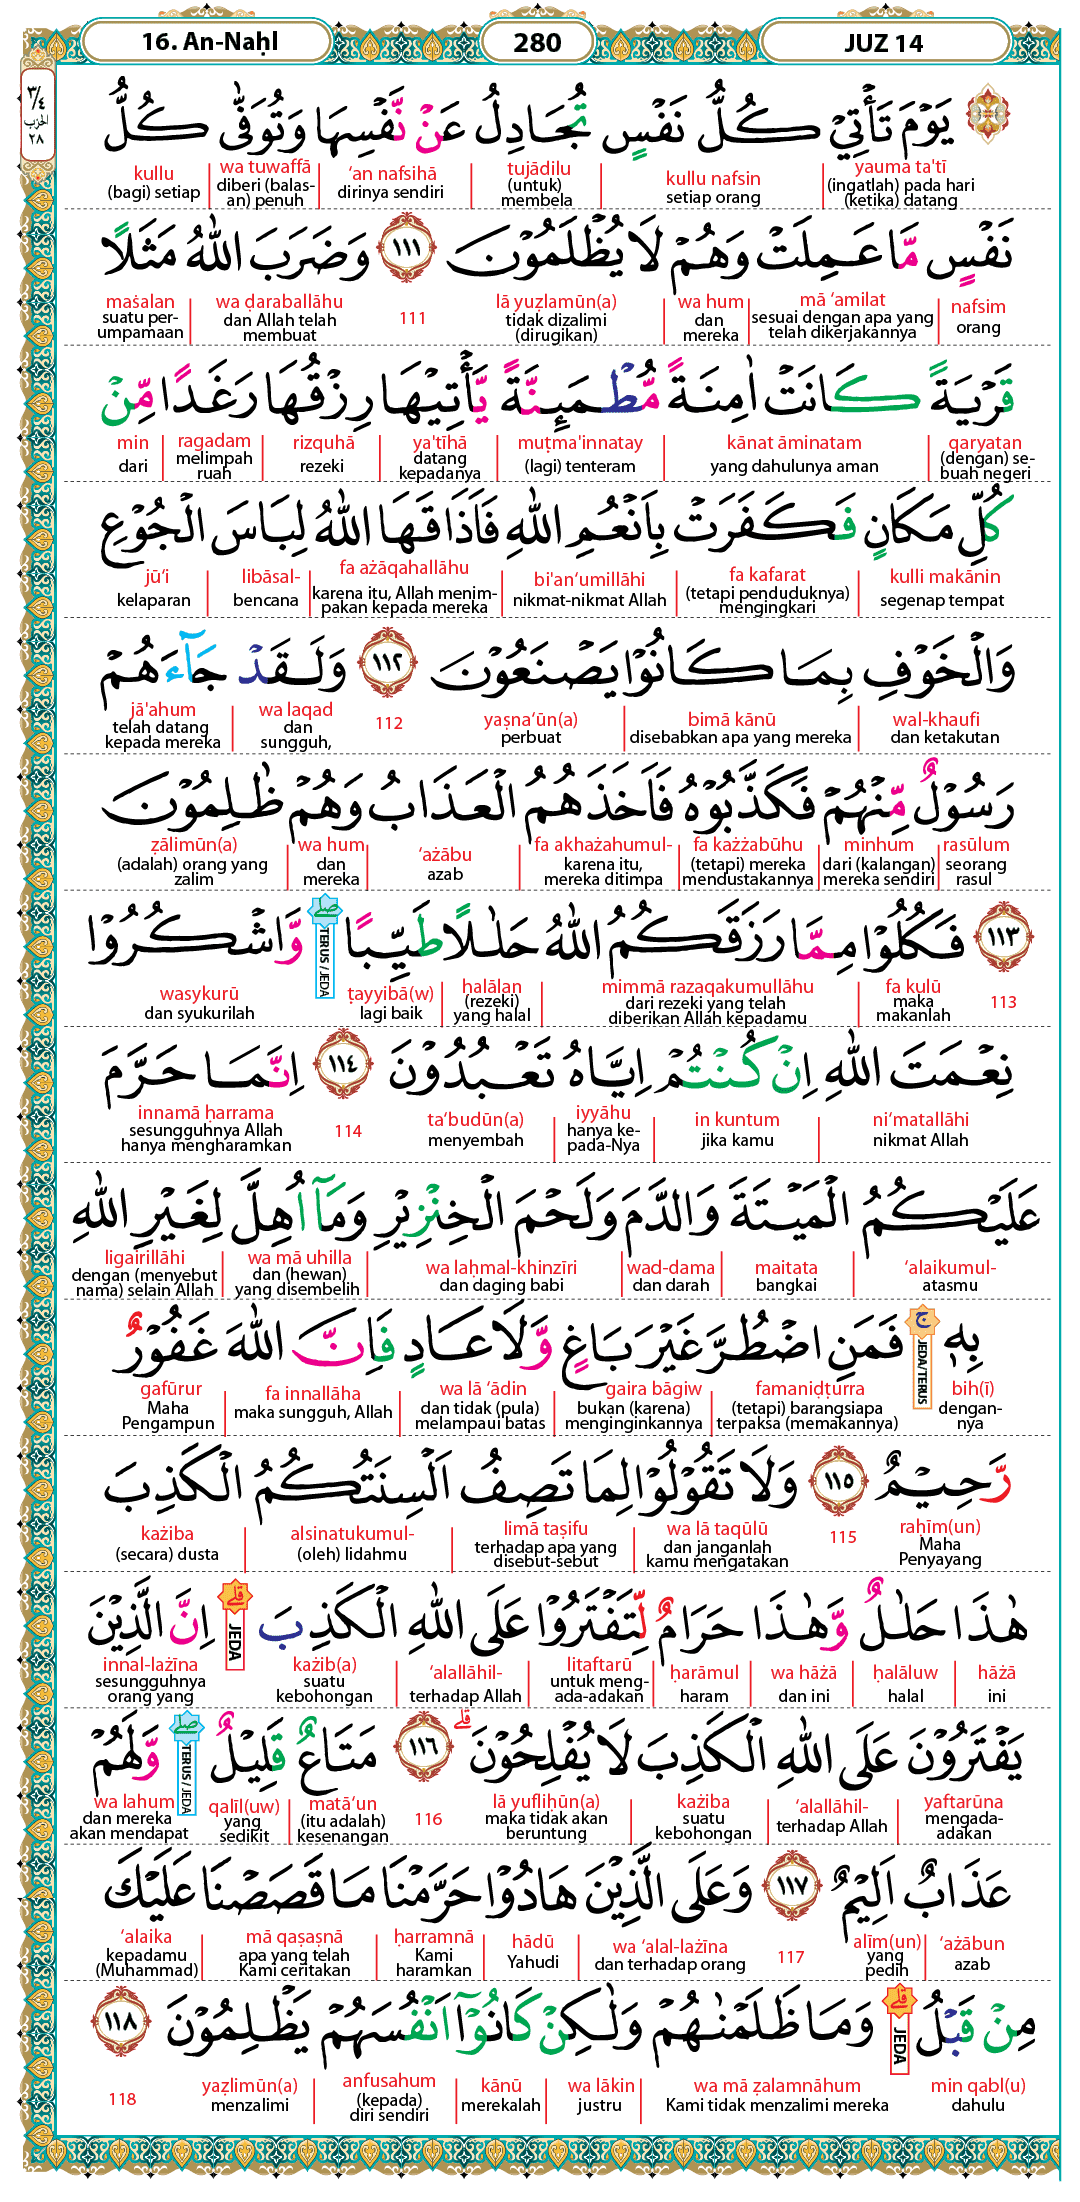 16. An-Naḥl 280 JUZ 14
٣/٤
الحزب
٢٨
يَوْمَ تَأْتِيْ كُلُّ نَفْسٍ تُجَادِلُ عَنْ نَّفْسِهَا وَتُوَفّٰى كُلُّ
yauma ta'tī kullu nafsin tujādilu ‘an nafsihā wa tuwaffā kullu
(ingatlah) pada hari (ketika) datang setiap orang (untuk) membela dirinya sendiri diberi (balas-an) penuh (bagi) setiap
نَفْسٍ مَّا عَمِلَتْ وَهُمْ لَا يُظْلَمُوْنَ ١١١ وَضَرَبَ اللّٰهُ مَثَلًا
nafsim mā ‘amilat wa hum lā yuẓlamūn(a) 111 wa ḍaraballāhu maṡalan
orang sesuai dengan apa yang telah dikerjakannya dan mereka tidak dizalimi (dirugikan) dan Allah telah membuat suatu per-umpamaan
قَرْيَةً كَانَتْ اٰمِنَةً مُّطْمَىِٕنَّةً يَّأْتِيْهَا رِزْقُهَا رَغَدًا مِّنْ
qaryatan kānat āminatam muṭma'innatay ya'tīhā rizquhā ragadam min
(dengan) se-buah negeri yang dahulunya aman (lagi) tenteram datang kepadanya rezeki melimpah ruah dari
كُلِّ مَكَانٍ فَكَفَرَتْ بِاَنْعُمِ اللّٰهِ فَاَذَاقَهَا اللّٰهُ لِبَاسَ الْجُوْعِ
kulli makānin fa kafarat bi'an‘umillāhi fa ażāqahallāhu libāsal- jū‘i
segenap tempat (tetapi penduduknya) mengingkari nikmat-nikmat Allah karena itu, Allah menim-pakan kepada mereka bencana kelaparan
وَالْخَوْفِ بِمَا كَانُوْا يَصْنَعُوْنَ ١١٢ وَلَقَدْ جَاۤءَهُمْ
wal-khaufi bimā kānū yaṣna‘ūn(a) 112 wa laqad jā'ahum
dan ketakutan disebabkan apa yang mereka perbuat dan sungguh, telah datang kepada mereka
رَسُوْلٌ مِّنْهُمْ فَكَذَّبُوْهُ فَاَخَذَهُمُ الْعَذَابُ وَهُمْ ظٰلِمُوْنَ
rasūlum minhum fa każżabūhu fa akhażahumul- ‘ażābu wa hum ẓālimūn(a)
seorang rasul dari (kalangan) mereka sendiri (tetapi) mereka mendustakannya karena itu, mereka ditimpa azab dan mereka (adalah) orang yang zalim
١١٣ فَكُلُوْا مِمَّا رَزَقَكُمُ اللّٰهُ حَلٰلًا طَيِّبًا ۖ TERUS / JEDA وَّاشْكُرُوْا
113 fa kulū mimmā razaqakumullāhu ḥalālan ṭayyibā(w) wasykurū
maka makanlah dari rezeki yang telah diberikan Allah kepadamu (rezeki) yang halal lagi baik dan syukurilah
نِعْمَتَ اللّٰهِ اِنْ كُنْتُمْ اِيَّاهُ تَعْبُدُوْنَ ١١٤ اِنَّمَا حَرَّمَ
ni‘matallāhi in kuntum iyyāhu ta‘budūn(a) 114 innamā ḥarrama
nikmat Allah jika kamu hanya ke-pada-Nya menyembah sesungguhnya Allah hanya mengharamkan
عَلَيْكُمُ الْمَيْتَةَ وَالدَّمَ وَلَحْمَ الْخِنْزِيْرِ وَمَآ اُهِلَّ لِغَيْرِ اللّٰهِ
‘alaikumul- maitata wad-dama wa laḥmal-khinzīri wa mā uhilla ligairillāhi
atasmu bangkai dan darah dan daging babi dan (hewan) yang disembelih dengan (menyebut nama) selain Allah
بِهٖ ۚ JEDA/TERUS فَمَنِ اضْطُرَّ غَيْرَ بَاغٍ وَّلَا عَادٍ فَاِنَّ اللّٰهَ غَفُوْرٌ
bih(ī) famaniḍṭurra gaira bāgiw wa lā ‘ādin fa innallāha gafūrur
dengan-nya (tetapi) barangsiapa terpaksa (memakannya) bukan (karena) menginginkannya dan tidak (pula) melampaui batas maka sungguh, Allah Maha Pengampun
رَّحِيْمٌ ١١٥ وَلَا تَقُوْلُوْا لِمَا تَصِفُ اَلْسِنَتُكُمُ الْكَذِبَ
raḥīm(un) 115 wa lā taqūlū limā taṣifu alsinatukumul- każiba
Maha Penyayang dan janganlah kamu mengatakan terhadap apa yang disebut-sebut (oleh) lidahmu (secara) dusta
هٰذَا حَلٰلٌ وَّهٰذَا حَرَامٌ لِّتَفْتَرُوْا عَلَى اللّٰهِ الْكَذِبَ ۗ JEDA اِنَّ الَّذِيْنَ
hāżā ḥalāluw wa hāżā ḥarāmul litaftarū ‘alallāhil- każib(a) innal-lażīna
ini halal dan ini haram untuk meng-ada-adakan terhadap Allah suatu kebohongan sesungguhnya orang yang
يَفْتَرُوْنَ عَلَى اللّٰهِ الْكَذِبَ لَا يُفْلِحُوْنَ ۗ ١١٦ مَتَاعٌ قَلِيْلٌ ۖ TERUS / JEDA وَّلَهُمْ
yaftarūna ‘alallāhil- każiba lā yufliḥūn(a) 116 matā‘un qalīl(uw) wa lahum
mengada-adakan terhadap Allah suatu kebohongan maka tidak akan beruntung (itu adalah) kesenangan yang sedikit dan mereka akan mendapat
عَذَابٌ اَلِيْمٌ ١١٧ وَعَلَى الَّذِيْنَ هَادُوْا حَرَّمْنَا مَا قَصَصْنَا عَلَيْكَ
‘ażābun alīm(un) 117 wa ‘alal-lażīna hādū ḥarramnā mā qaṣaṣnā ‘alaika
azab yang pedih dan terhadap orang Yahudi Kami haramkan apa yang telah Kami ceritakan kepadamu (Muhammad)
مِنْ قَبْلُ ۗ JEDA وَمَا ظَلَمْنٰهُمْ وَلٰكِنْ كَانُوْٓا اَنْفُسَهُمْ يَظْلِمُوْنَ ١١٨
min qabl(u) wa mā ẓalamnāhum wa lākin kānū anfusahum yaẓlimūn(a) 118
dahulu Kami tidak menzalimi mereka justru merekalah (kepada) diri sendiri menzalimi